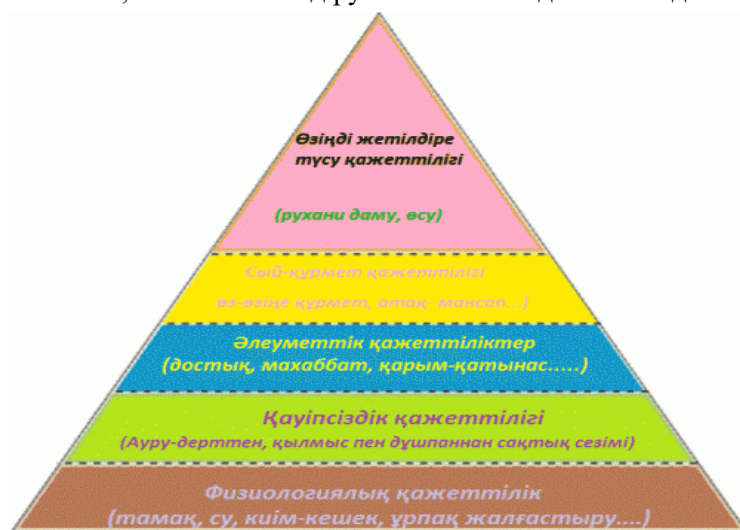 Өзіңді жетілдіре
түсу қажеттілігі
(рухани даму, өсу)
Сый-құрмет қажеттілігі
өз-өзіңе құрмет, атақ- мансап...)
Әлеуметтік қажеттіліктер
(достық, махаббат, қарым-қатынас.....)
Қауіпсіздік қажеттілігі
(Ауру-дерттен, қылмыс пен дұшпаннан сақтық сезімі)
Физиологиялық қажеттілік
(тамақ, су, киім-кешек, ұрпақ жалғастыру....)